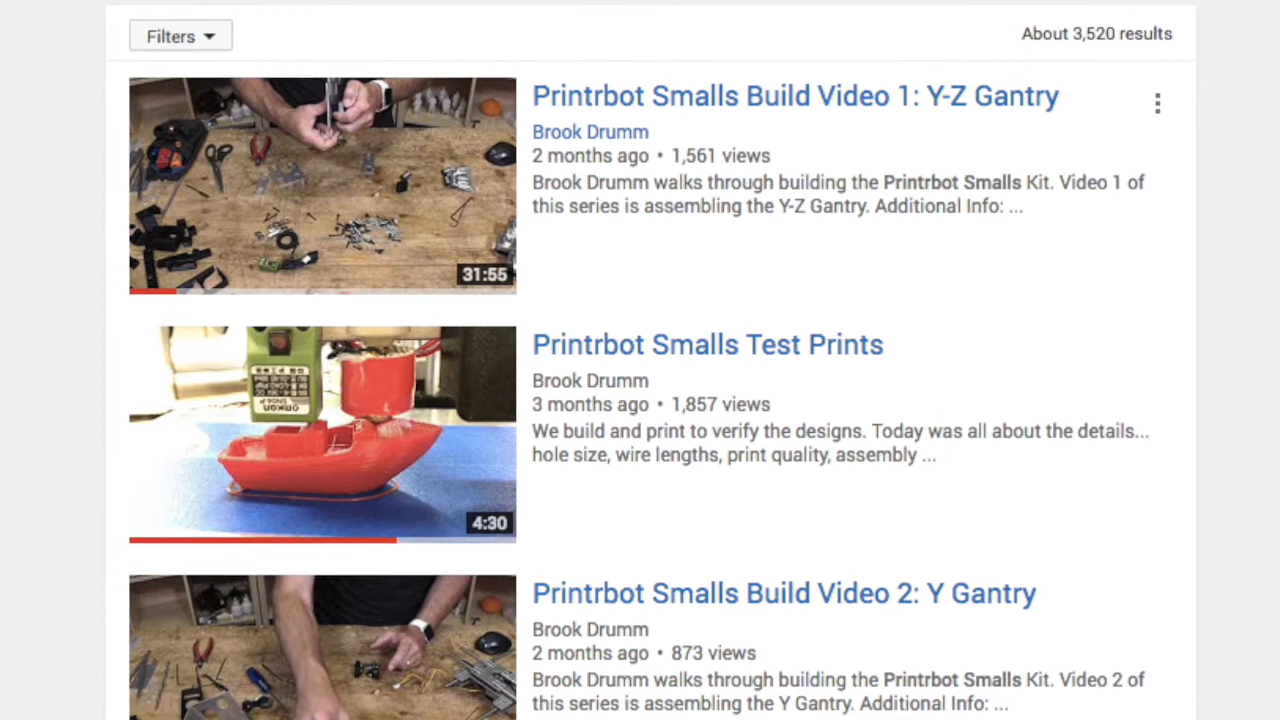 Filters
About 3,520 results
Printrbot Smalls Build Video 1: Y-Z Gantry
Brook Drumm
2 months ago • 1,561 views
Brook Drumm walks through building the Printrbot Smalls Kit. Video 1 of
this series is assembling the Y-Z Gantry. Additional Info: ...
31:55
Printrbot Smalls Test Prints
Brook Drumm
3 months ago • 1,857 views
We build and print to verify the designs. Today was all about the details...
hole size, wire lengths, print quality, assembly ...
omron
4:30
Printrbot Smalls Build Video 2: Y Gantry
Brook Drumm
2 months ago • 873 views
Brook Drumm walks through building the Printrbot Smalls Kit. Video 2 of
this series is assembling the Y Gantry. Additional Info: ...